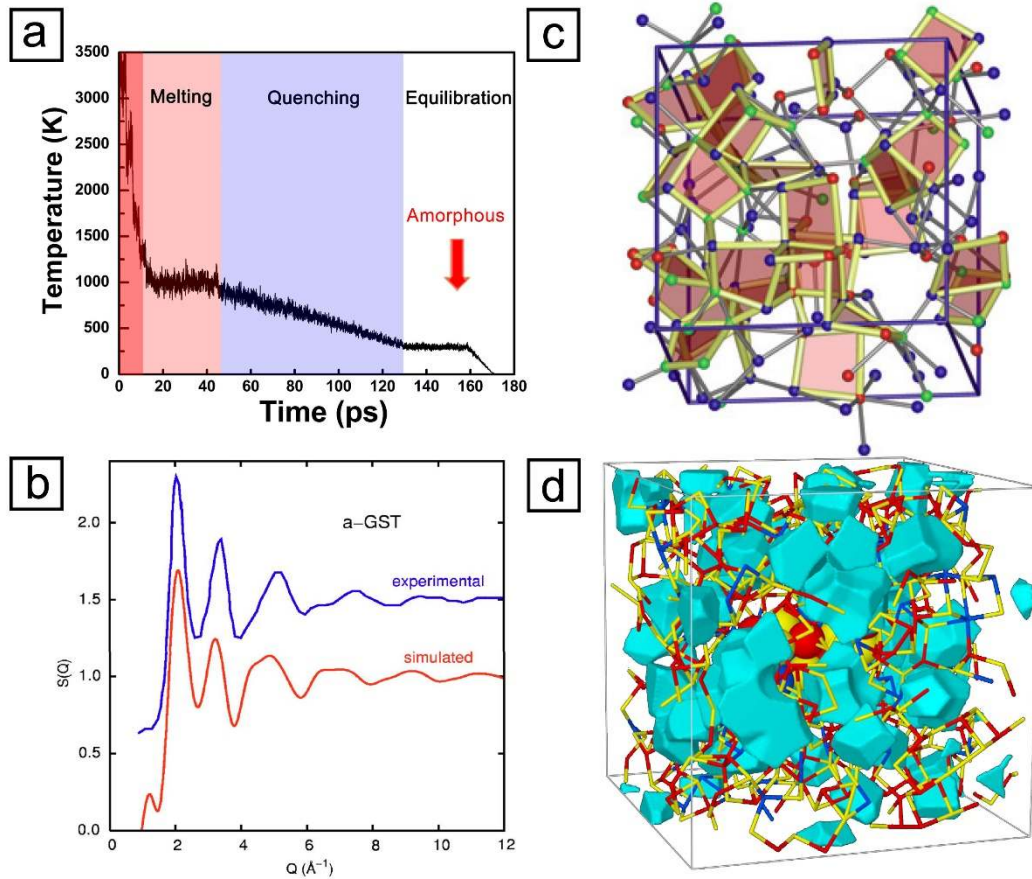 a
3500
3000
2500
2000
1500
1000
500
0
Temperature (K)
Melting
Quenching
Equilibration
Amorphous
0 20 40 60 80 100 120 140 160 180
Time (ps)
b
2.0
1.5
1.0
0.5
0.0
S(Q)
a–GST
experimental
simulated
0 2 4 6 8 10 12
Q (Å⁻¹)
c
d